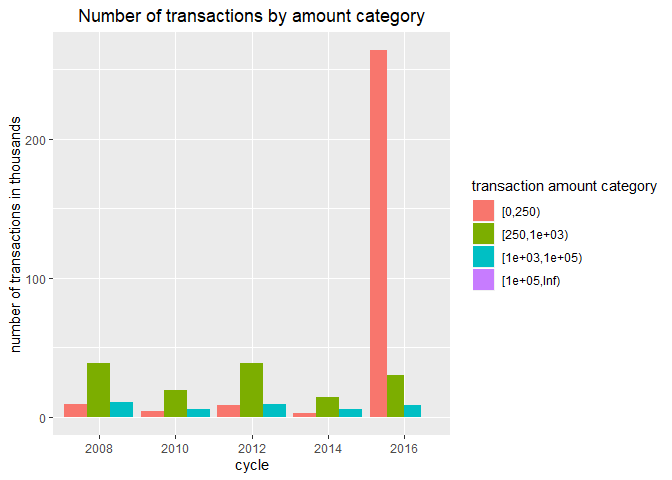 Number of transactions by amount category
number of transactions in thousands
200
100
0
2008 2010 2012 2014 2016
cycle
transaction amount category
[0,250)
[250,1e+03)
[1e+03,1e+05)
[1e+05,Inf)